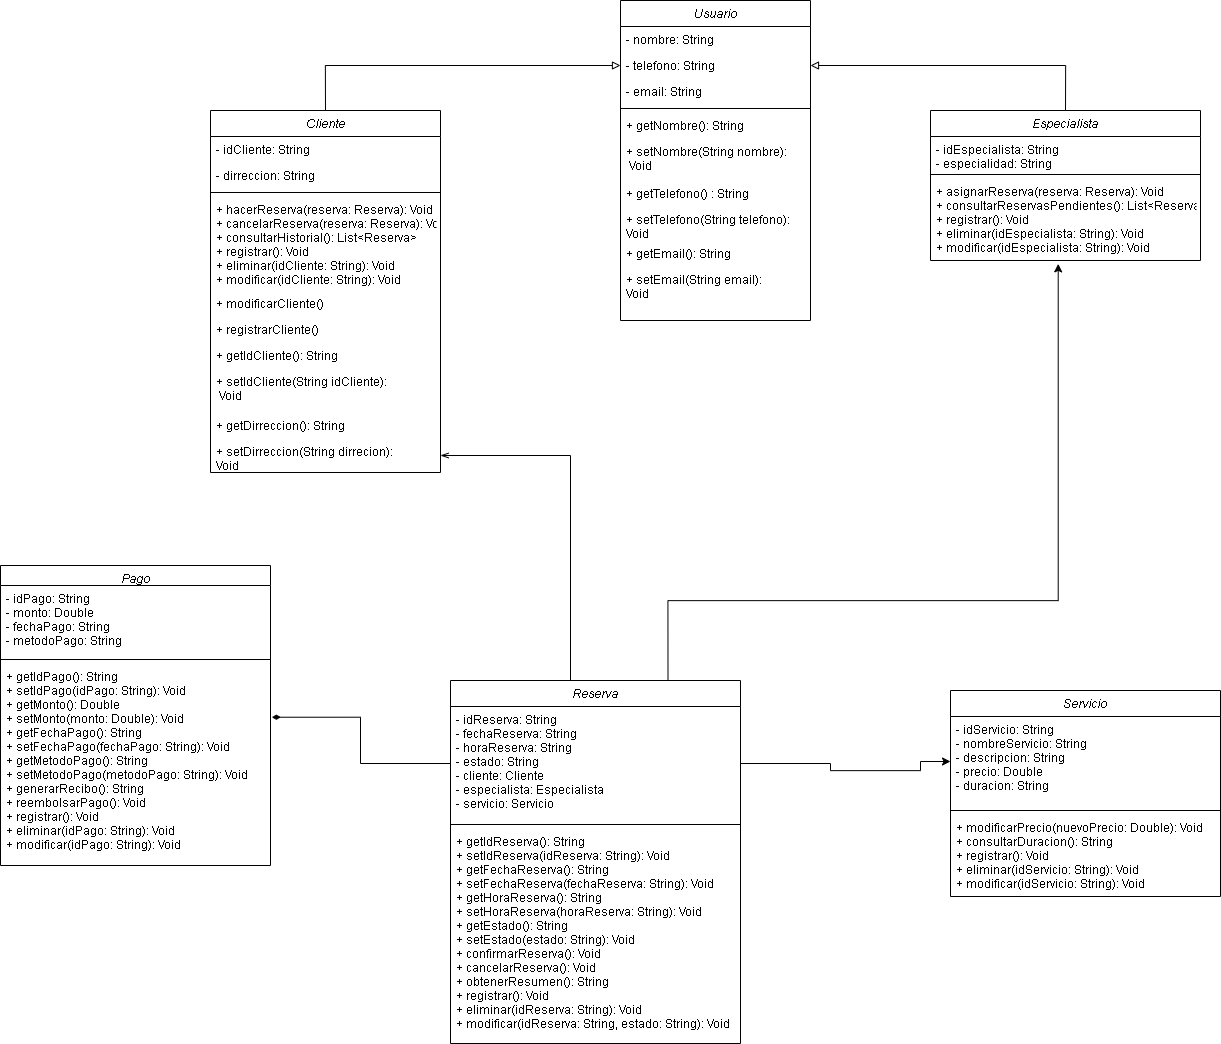 Usuario
- nombre: String
- telefono: String
- email: String
+ getNombre(): String
+ setNombre(String nombre):
Void
+ getTelefono() : String
+ setTelefono(String telefono):
Void
+ getEmail(): String
+ setEmail(String email):
Void
Cliente
- idCliente: String
- dirreccion: String
+ hacerReserva(reserva: Reserva): Void
+ cancelarReserva(reserva: Reserva): Vo
+ consultarHistorial(): List<Reserva>
+ registrar(): Void
+ eliminar(idCliente: String): Void
+ modificar(idCliente: String): Void
+ modificarCliente()
+ registrarCliente()
+ getIdCliente(): String
+ setIdCliente(String idCliente):
Void
+ getDirreccion(): String
+ setDirreccion(String dirrecion):
Void
Especialista
- idEspecialista: String
- especialidad: String
+ asignarReserva(reserva: Reserva): Void
+ consultarReservasPendientes(): List<Reserva
+ registrar(): Void
+ eliminar(idEspecialista: String): Void
+ modificar(idEspecialista: String): Void
Pago
- idPago: String
- monto: Double
- fechaPago: String
- metodoPago: String
+ getIdPago(): String
+ setIdPago(idPago: String): Void
+ getMonto(): Double
+ setMonto(monto: Double): Void
+ getFechaPago(): String
+ setFechaPago(fechaPago: String): Void
+ getMetodoPago(): String
+ setMetodoPago(metodoPago: String): Void
+ generarRecibo(): String
+ reembolsarPago(): Void
+ registrar(): Void
+ eliminar(idPago: String): Void
+ modificar(idPago: String): Void
Reserva
- idReserva: String
- fechaReserva: String
- horaReserva: String
- estado: String
- cliente: Cliente
- especialista: Especialista
- servicio: Servicio
+ getIdReserva(): String
+ setIdReserva(idReserva: String): Void
+ getFechaReserva(): String
+ setFechaReserva(fechaReserva: String): Void
+ getHoraReserva(): String
+ setHoraReserva(horaReserva: String): Void
+ getEstado(): String
+ setEstado(estado: String): Void
+ confirmarReserva(): Void
+ cancelarReserva(): Void
+ obtenerResumen(): String
+ registrar(): Void
+ eliminar(idReserva: String): Void
+ modificar(idReserva: String, estado: String): Void
Servicio
- idServicio: String
- nombreServicio: String
- descripcion: String
- precio: Double
- duracion: String
+ modificarPrecio(nuevoPrecio: Double): Void
+ consultarDuracion(): String
+ registrar(): Void
+ eliminar(idServicio: String): Void
+ modificar(idServicio: String): Void